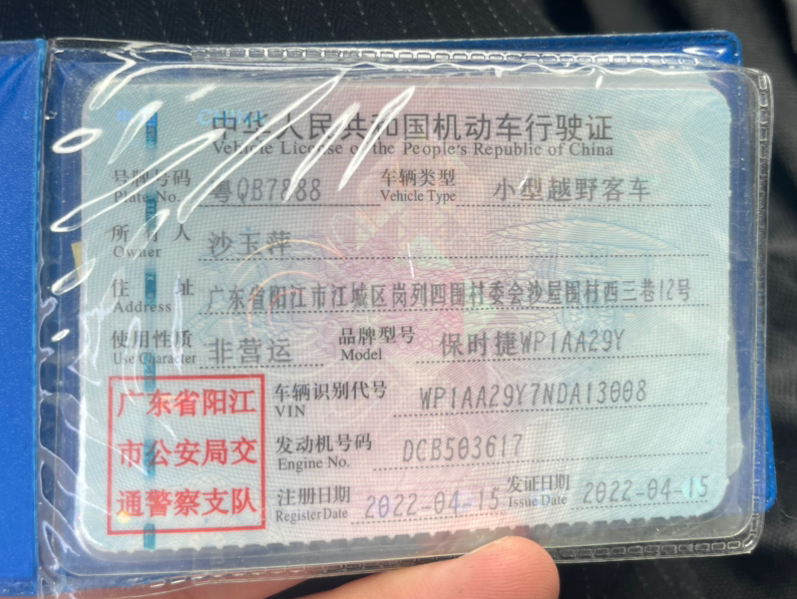 中华人民共和国机动车行驶证
Vehicle License of the People's Republic of China
号牌号码 粤QB7888 车辆类型 小型越野客车
Plate No. Vehicle Type
所有人 沙玉萍
Owner
住址 广东省阳江市江城区岗列四围村委会沙屋围村西三巷12号
Address
使用性质 非营运 品牌型号 保时捷WP1AA29Y
Use Character Model
广东省阳江 车辆识别代号 WP1AA29Y7NDA13008
VIN
市公安局交 发动机号码 DCB503617
Engine No.
通警察支队 注册日期 2022-04-15 发证日期 2022-04-15
Register Date Issue Date